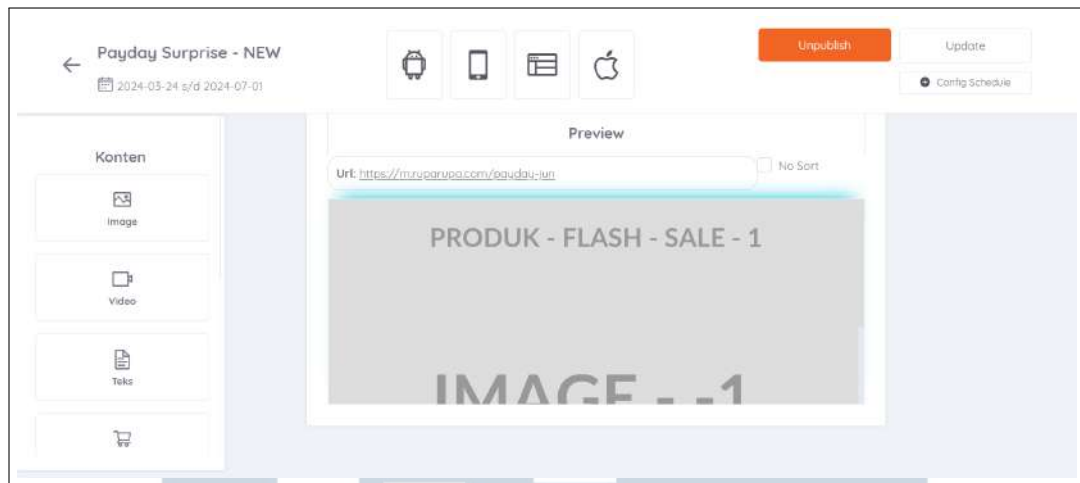 Payday Surprise - NEW
2024-03-24 s/d 2024-07-01
Unpublish
Update
Config Schedule
Konten
Image
Video
Teks
Preview
Url: https://m.ruparupa.com/payday-jun
No Sort
PRODUK - FLASH - SALE - 1
IMAGE - -1